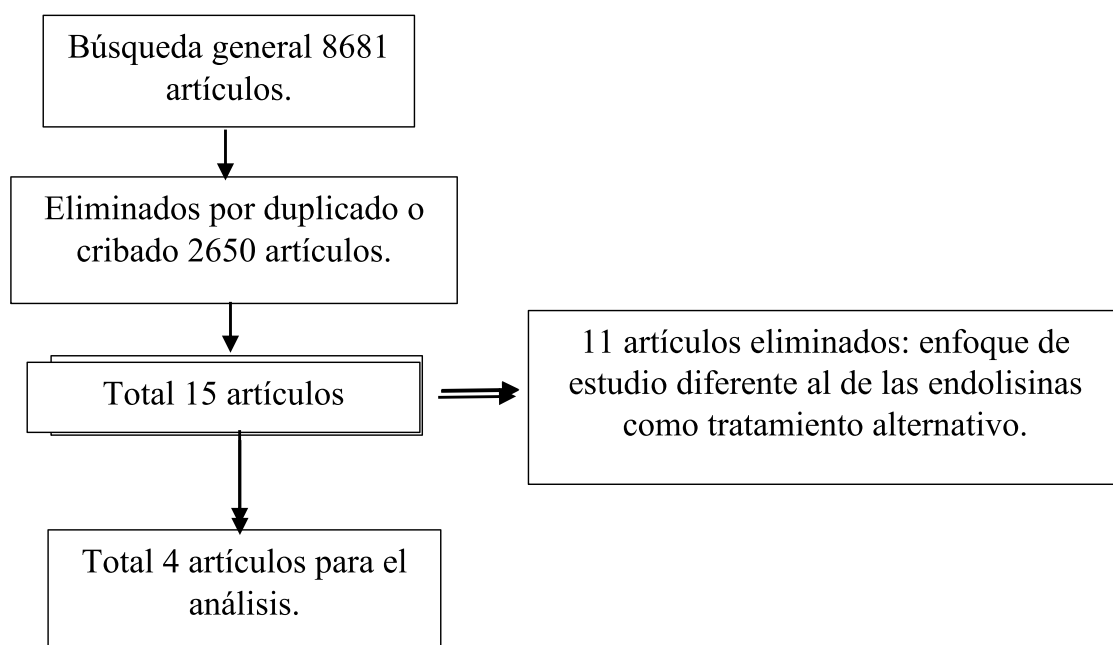 Búsqueda general 8681
artículos.
Eliminados por duplicado o
cribado 2650 artículos.
Total 15 artículos
11 artículos eliminados: enfoque de
estudio diferente al de las endolisinas
como tratamiento alternativo.
Total 4 artículos para el
análisis.